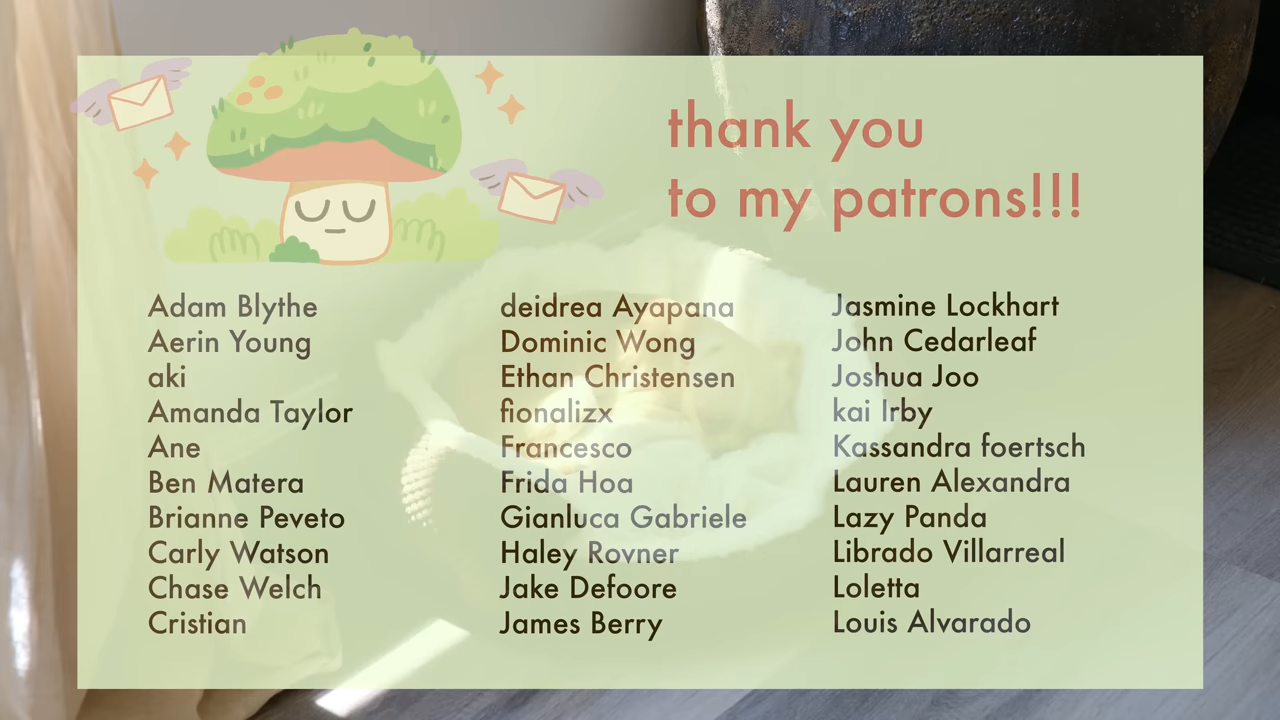 thank you
to my patrons!!!
Adam Blythe
Aerin Young
aki
Amanda Taylor
Ane
Ben Matera
Brianne Peveto
Carly Watson
Chase Welch
Cristian
deidrea Ayapana
Dominic Wong
Ethan Christensen
fionalizx
Francesco
Frida Hoa
Gianluca Gabriele
Haley Rovner
Jake Defoore
James Berry
Jasmine Lockhart
John Cedarleaf
Joshua Joo
kai Irby
Kassandra foertsch
Lauren Alexandra
Lazy Panda
Librado Villarreal
Loletta
Louis Alvarado